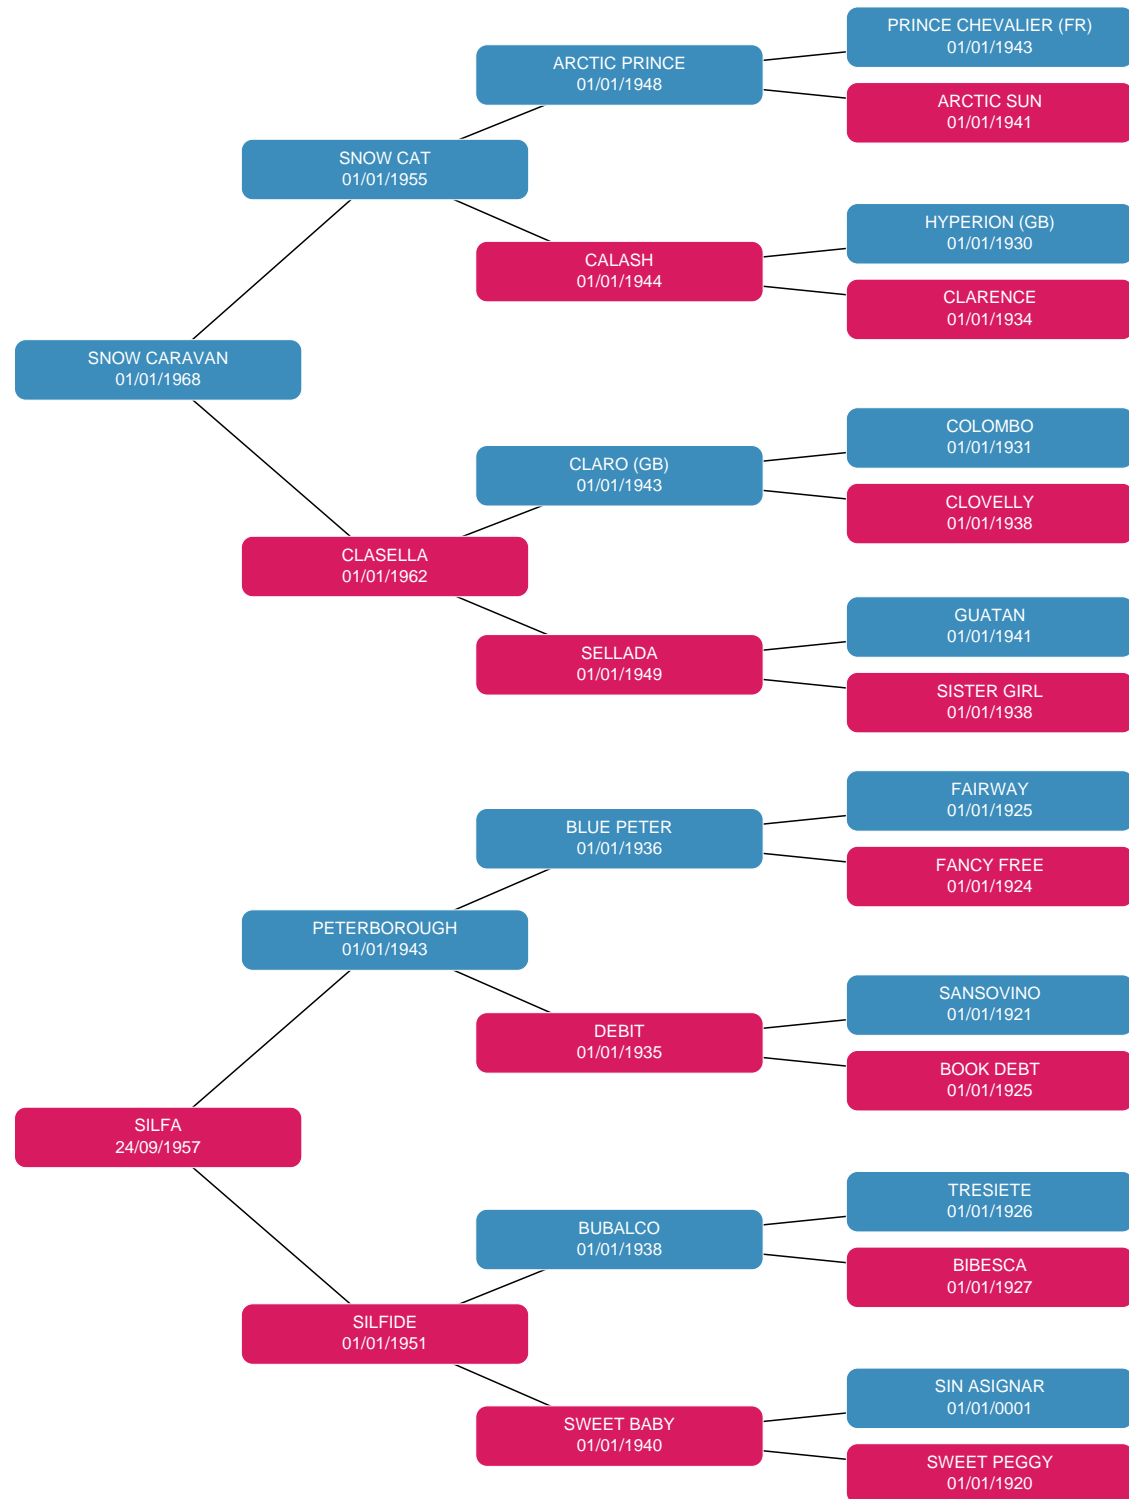 PRINCE CHEVALIER (FR)
01/01/1943
ARCTIC PRINCE
01/01/1948
ARCTIC SUN
01/01/1941
SNOW CAT
01/01/1955
HYPERION (GB)
01/01/1930
CALASH
01/01/1944
CLARENCE
01/01/1934
SNOW CARAVAN
01/01/1968
COLOMBO
01/01/1931
CLARO (GB)
01/01/1943
CLOVELLY
01/01/1938
CLASELLA
01/01/1962
GUATAN
01/01/1941
SELLADA
01/01/1949
SISTER GIRL
01/01/1938
FAIRWAY
01/01/1925
BLUE PETER
01/01/1936
FANCY FREE
01/01/1924
PETERBOROUGH
01/01/1943
SANSOVINO
01/01/1921
DEBIT
01/01/1935
BOOK DEBT
01/01/1925
SILFA
24/09/1957
TRESIETE
01/01/1926
BUBALCO
01/01/1938
BIBESCA
01/01/1927
SILFIDE
01/01/1951
SIN ASIGNAR
01/01/0001
SWEET BABY
01/01/1940
SWEET PEGGY
01/01/1920